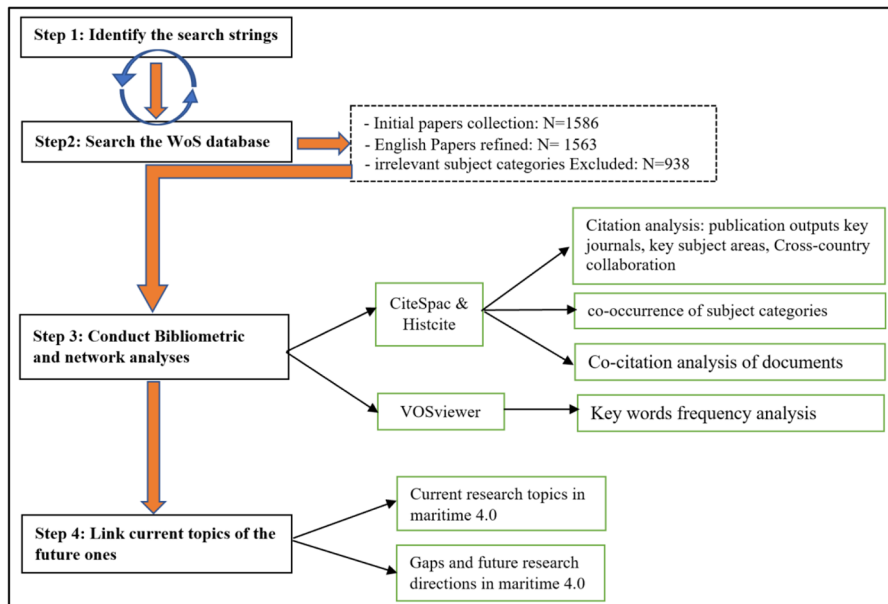 Step 1: Identify the search strings
Step2: Search the WoS database
- Initial papers collection: N=1586
- English Papers refined: N= 1563
- irrelevant subject categories Excluded: N=938
Citation analysis: publication outputs key
journals, key subject areas, Cross-country
collaboration
CiteSpac &
Histcite
co-occurrence of subject categories
Step 3: Conduct Bibliometric
and network analyses
Co-citation analysis of documents
VOSviewer
Key words frequency analysis
Current research topics in
maritime 4.0
Step 4: Link current topics of the
future ones
Gaps and future research
directions in maritime 4.0